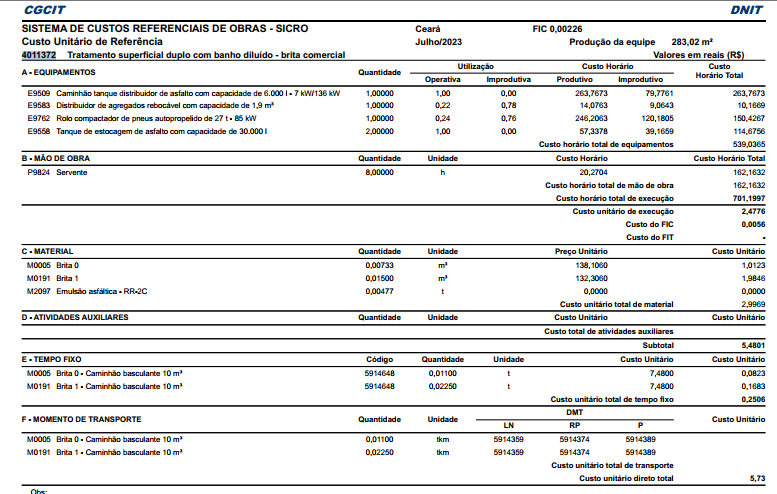 CGCIT DNIT
SISTEMA DE CUSTOS REFERENCIAIS DE OBRAS - SICRO Ceará FIC 0,00226
Custo Unitário de Referência Julho/2023 Produção da equipe 283,02 m²
4011372 Tratamento superficial duplo com banho diluído - brita comercial Valores em reais (R$)
A - EQUIPAMENTOS Quantidade Utilização Custo Horário Custo
Operativa Improdutiva Produtivo Improdutivo Horário Total
E9509 Caminhão tanque distribuidor de asfalto com capacidade de 6.000 l - 7 kW/136 kW 1,00000 1,00 0,00 263,7673 79,7761 263,7673
E9583 Distribuidor de agregados rebocável com capacidade de 1,9 m³ 1,00000 0,22 0,78 14,0763 9,0643 10,1669
E9762 Rolo compactador de pneus autopropelido de 27 t - 85 kW 1,00000 0,24 0,76 246,2063 120,1805 150,4267
E9558 Tanque de estocagem de asfalto com capacidade de 30.000 l 2,00000 1,00 0,00 57,3378 39,1659 114,6756
Custo horário total de equipamentos 539,0365
B - MÃO DE OBRA Quantidade Unidade Custo Horário Custo Horário Total
P9824 Servente 8,00000 h 20,2704 162,1632
Custo horário total de mão de obra 162,1632
Custo horário total de execução 701,1997
Custo unitário de execução 2,4776
Custo do FIC 0,0056
Custo do FIT -
C - MATERIAL Quantidade Unidade Preço Unitário Custo Unitário
M0005 Brita 0 0,00733 m³ 138,1060 1,0123
M0191 Brita 1 0,01500 m³ 132,3060 1,9846
M2097 Emulsão asfáltica - RR-2C 0,00477 t 0,0000 0,0000
Custo unitário total de material 2,9969
D - ATIVIDADES AUXILIARES Quantidade Unidade Custo Unitário Custo Unitário
Custo total de atividades auxiliares
Subtotal 5,4801
E - TEMPO FIXO Código Quantidade Unidade Custo Unitário Custo Unitário
M0005 Brita 0 - Caminhão basculante 10 m³ 5914648 0,01100 t 7,4800 0,0823
M0191 Brita 1 - Caminhão basculante 10 m³ 5914648 0,02250 t 7,4800 0,1683
Custo unitário total de tempo fixo 0,2506
F - MOMENTO DE TRANSPORTE Quantidade Unidade DMT Custo Unitário
LN RP P
M0005 Brita 0 - Caminhão basculante 10 m³ 0,01100 tkm 5914359 5914374 5914389
M0191 Brita 1 - Caminhão basculante 10 m³ 0,02250 tkm 5914359 5914374 5914389
Custo unitário total de transporte
Custo unitário direto total 5,73
Obs: